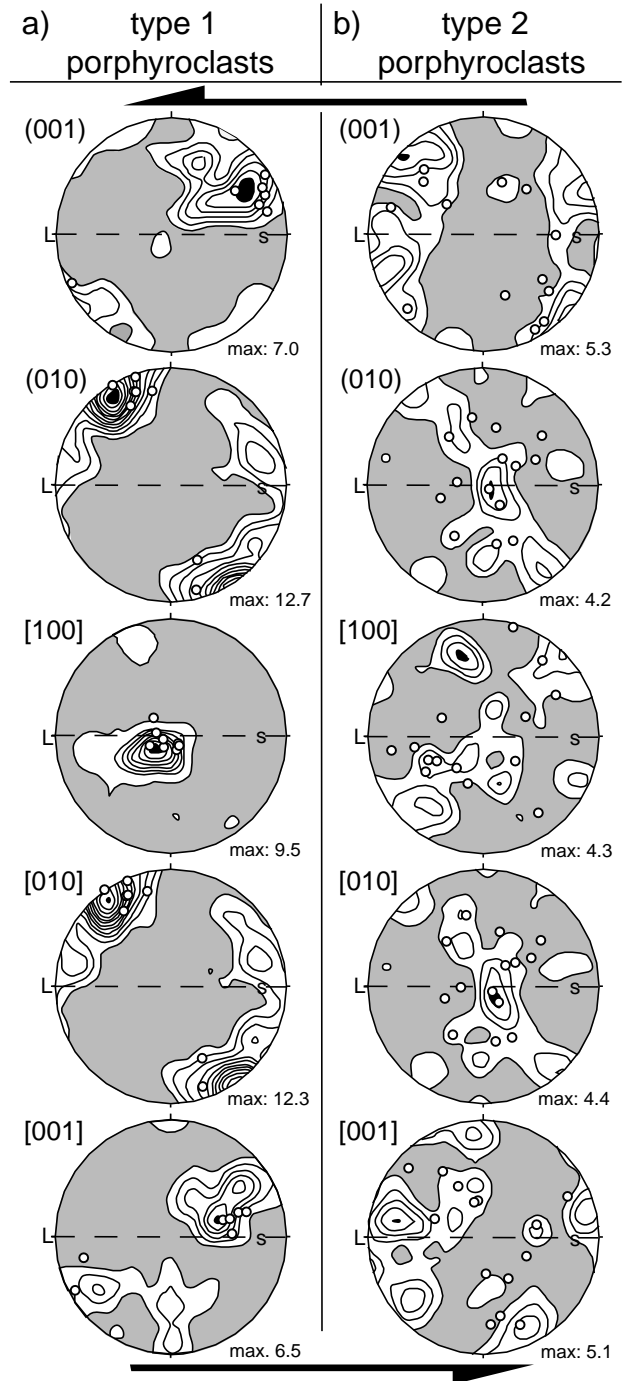 a) type 1 porphyroclasts
b) type 2 porphyroclasts
(001)
L
s
max: 7.0
(001)
L
s
max: 5.3
(010)
L
s
max: 12.7
(010)
L
s
max: 4.2
[100]
L
s
max: 9.5
[100]
L
s
max: 4.3
[010]
L
s
max: 12.3
[010]
L
s
max: 4.4
[001]
L
s
max. 6.5
[001]
L
s
max: 5.1